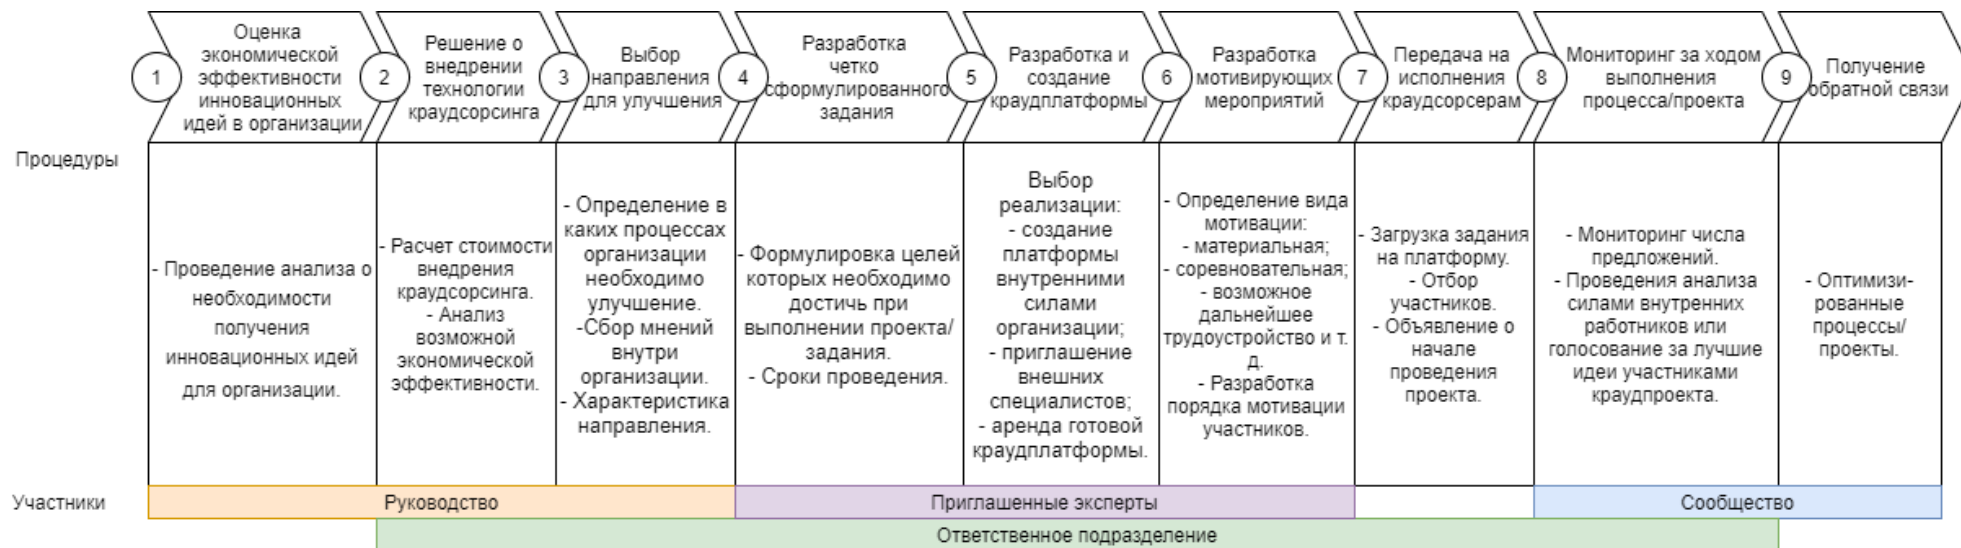 1
Оценка
экономической
эффективности
инновационных
идей в организации
2
Решение о
внедрении
технологии
краудсорсинга
3
Выбор
направления
для улучшения
4
Разработка
четко
сформулированного
задания
5
Разработка и
создание
краудплатформы
6
Разработка
мотивирующих
мероприятий
7
Передача на
исполнения
краудсорсерам
8
Мониторинг за ходом
выполнения
процесса/проекта
9
Получение
обратной связи
Процедуры
- Проведение анализа о
необходимости
получения
инновационных идей
для организации.
- Расчет стоимости
внедрения
краудсорсинга.
- Анализ
возможной
экономической
эффективности.
- Определение в
каких процессах
организации
необходимо
улучшение.
-Сбор мнений
внутри
организации.
- Характеристика
направления.
- Формулировка целей
которых необходимо
достичь при
выполнении проекта/
задания.
- Сроки проведения.
Выбор
реализации:
- создание
платформы
внутренними
силами
организации;
- приглашение
внешних
специалистов;
- аренда готовой
краудплатформы.
- Определение вида
мотивации:
- материальная;
- соревновательная;
- возможное
дальнейшее
трудоустройство и т.
д.
- Разработка
порядка мотивации
участников.
- Загрузка задания
на платформу.
- Отбор
участников.
- Объявление о
начале
проведения
проекта.
- Мониторинг числа
предложений.
- Проведения анализа
силами внутренних
работников или
голосование за лучшие
идеи участниками
краудпроекта.
- Оптимизи-
рованные
процессы/
проекты.
Участники
Руководство
Приглашенные эксперты
Сообщество
Ответственное подразделение